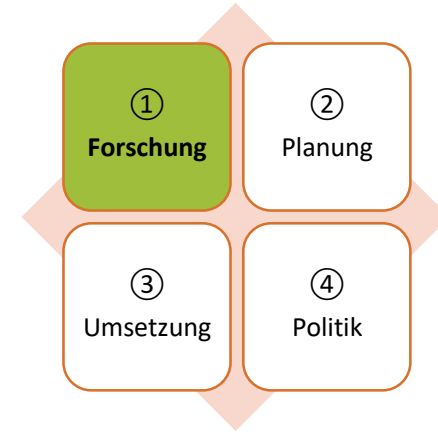 ①
Forschung
②
Planung
③
Umsetzung
④
Politik